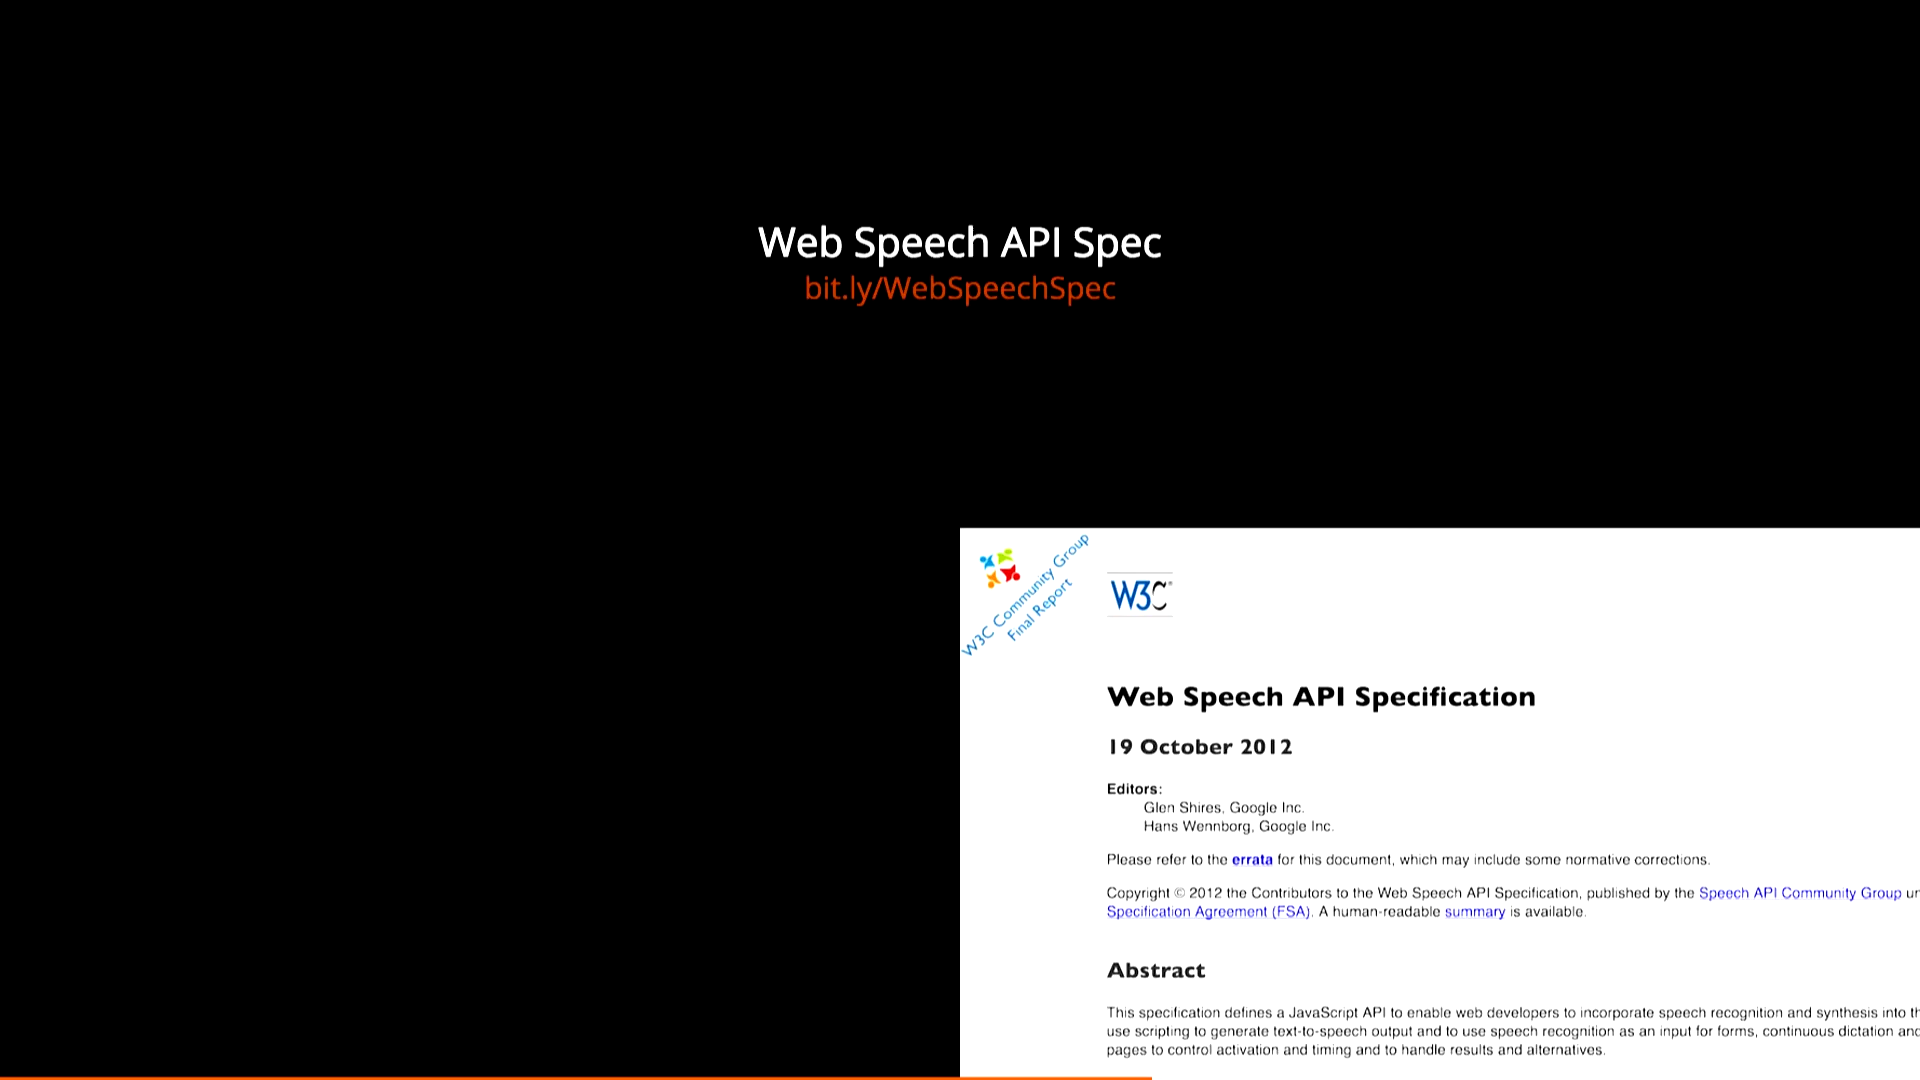 Web Speech API Spec
bit.ly/WebSpeechSpec
W3C Community Group
Final Report
W3C
Web Speech API Specification
19 October 2012
Editors:
Glen Shires, Google Inc.
Hans Wennborg, Google Inc.
Please refer to the errata for this document, which may include some normative corrections.
Copyright © 2012 the Contributors to the Web Speech API Specification, published by the Speech API Community Group
Specification Agreement (FSA). A human-readable summary is available.
Abstract
This specification defines a JavaScript API to enable web developers to incorporate speech recognition and synthesis into
use scripting to generate text-to-speech output and to use speech recognition as an input for forms, continuous dictation
pages to control activation and timing and to handle results and alternatives.